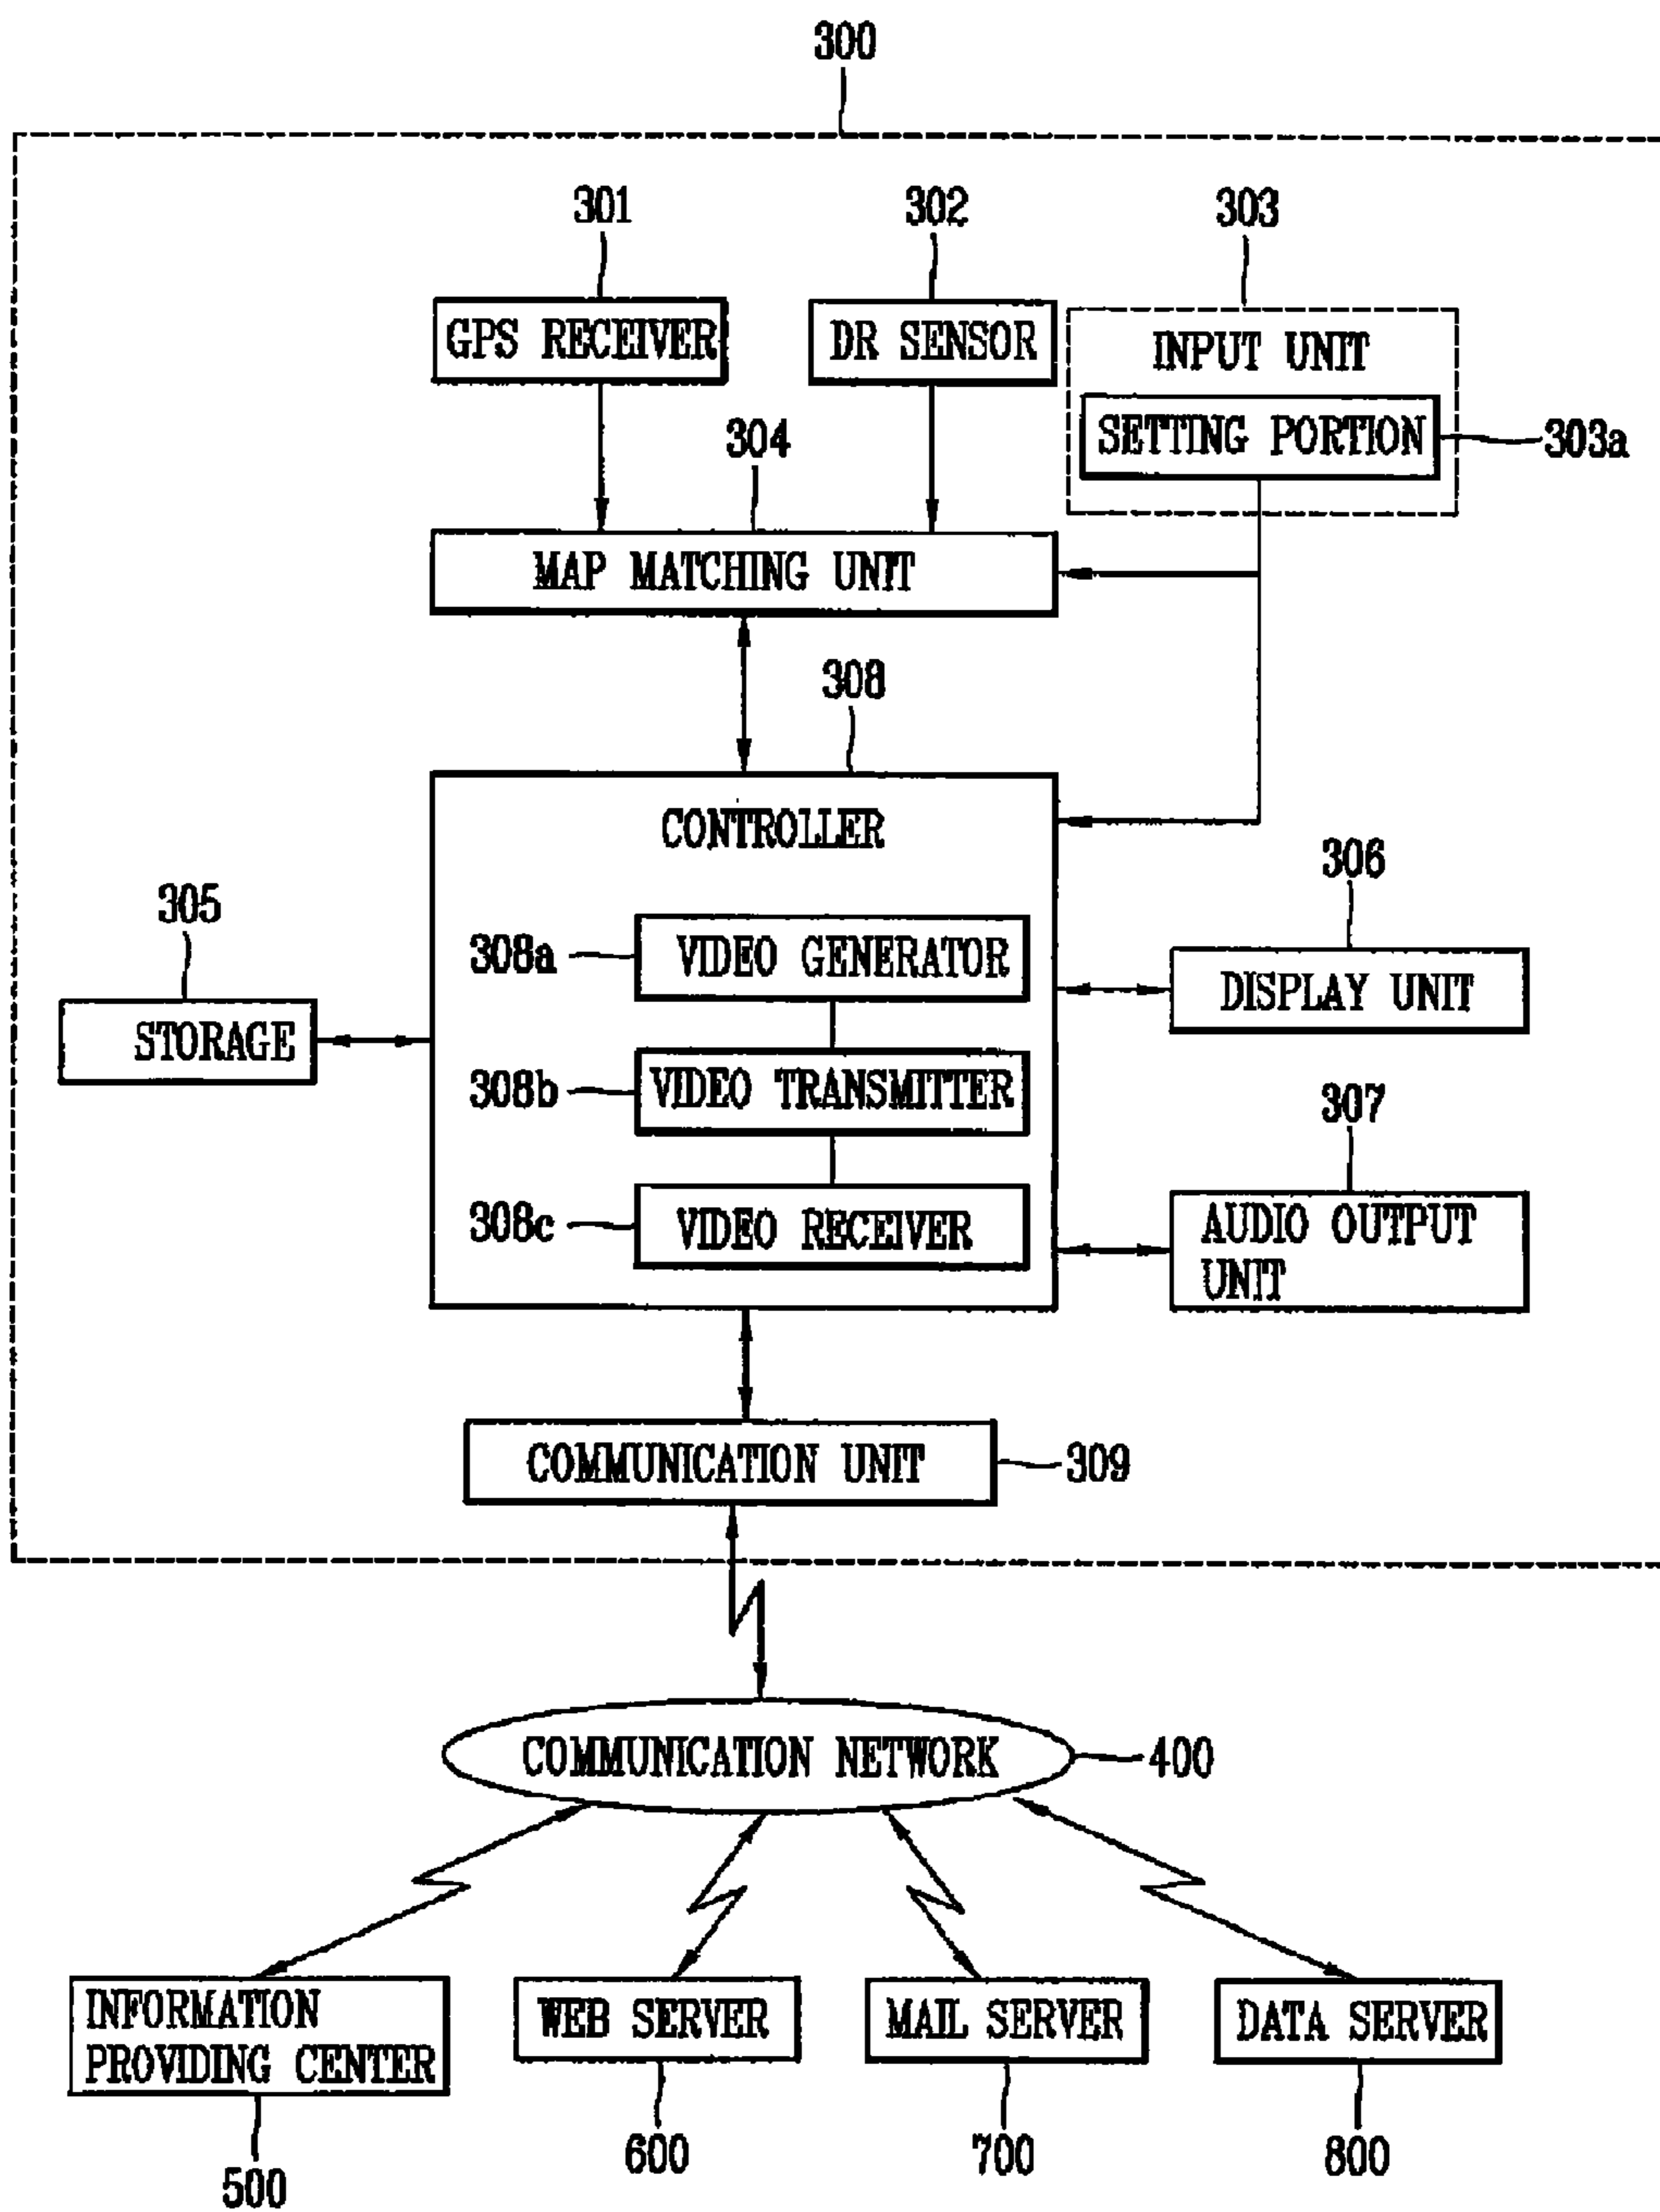 300
301
302
303
GPS RECEIVER
DR SENSOR
INPUT UNIT
SETTING PORTION
303a
304
MAP MATCHING UNIT
308
CONTROLLER
305
STORAGE
308a
VIDEO GENERATOR
308b
VIDEO TRANSMITTER
308c
VIDEO RECEIVER
306
DISPLAY UNIT
307
AUDIO OUTPUT
UNIT
COMMUNICATION UNIT
309
COMMUNICATION NETWORK
400
INFORMATION
PROVIDING CENTER
WEB SERVER
MAIL SERVER
DATA SERVER
500
600
700
800